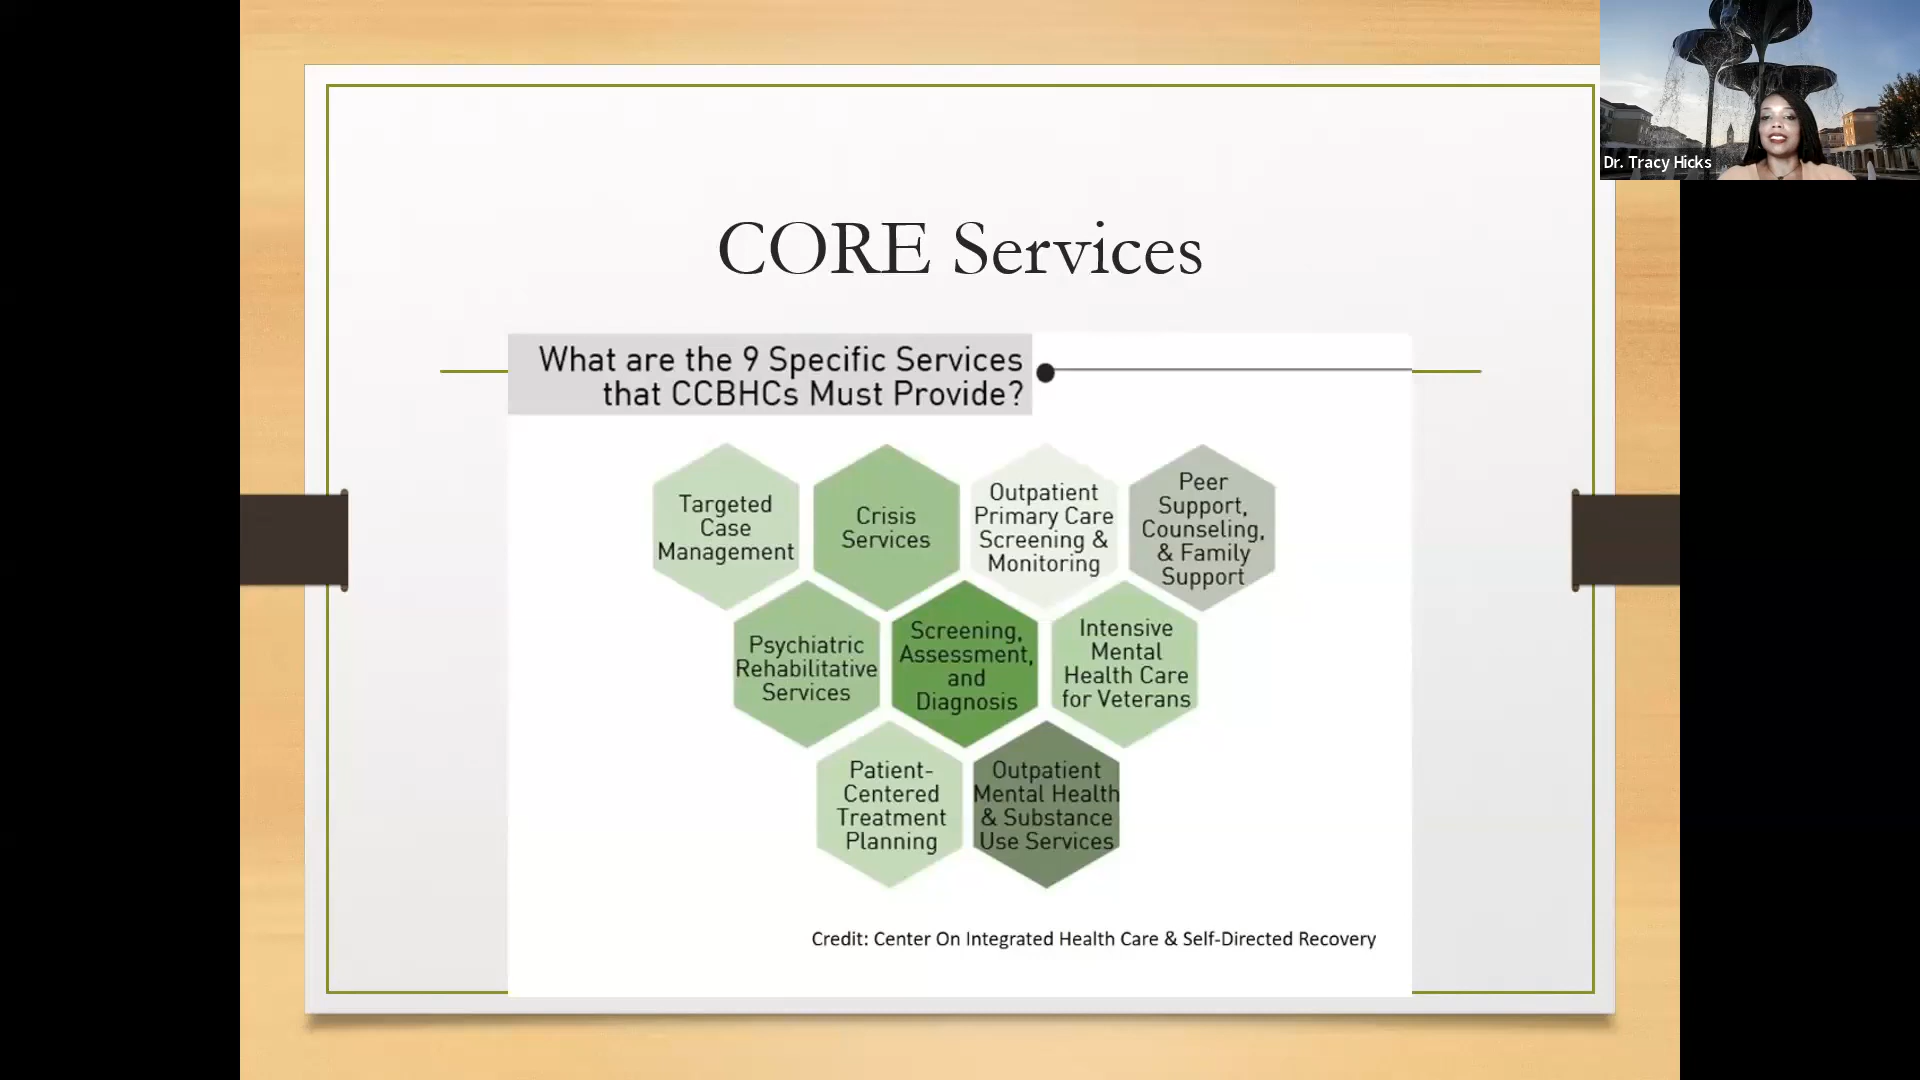 CORE Services
What are the 9 Specific Services
that CCBHCs Must Provide?
Targeted
Case
Management
Crisis
Services
Outpatient
Primary Care
Screening &
Monitoring
Peer
Support,
Counseling,
& Family
Support
Psychiatric
Rehabilitative
Services
Screening,
Assessment,
and
Diagnosis
Intensive
Mental
Health Care
for Veterans
Patient-
Centered
Treatment
Planning
Outpatient
Mental Health
& Substance
Use Services
Credit: Center On Integrated Health Care & Self-Directed Recovery
Dr. Tracy Hicks